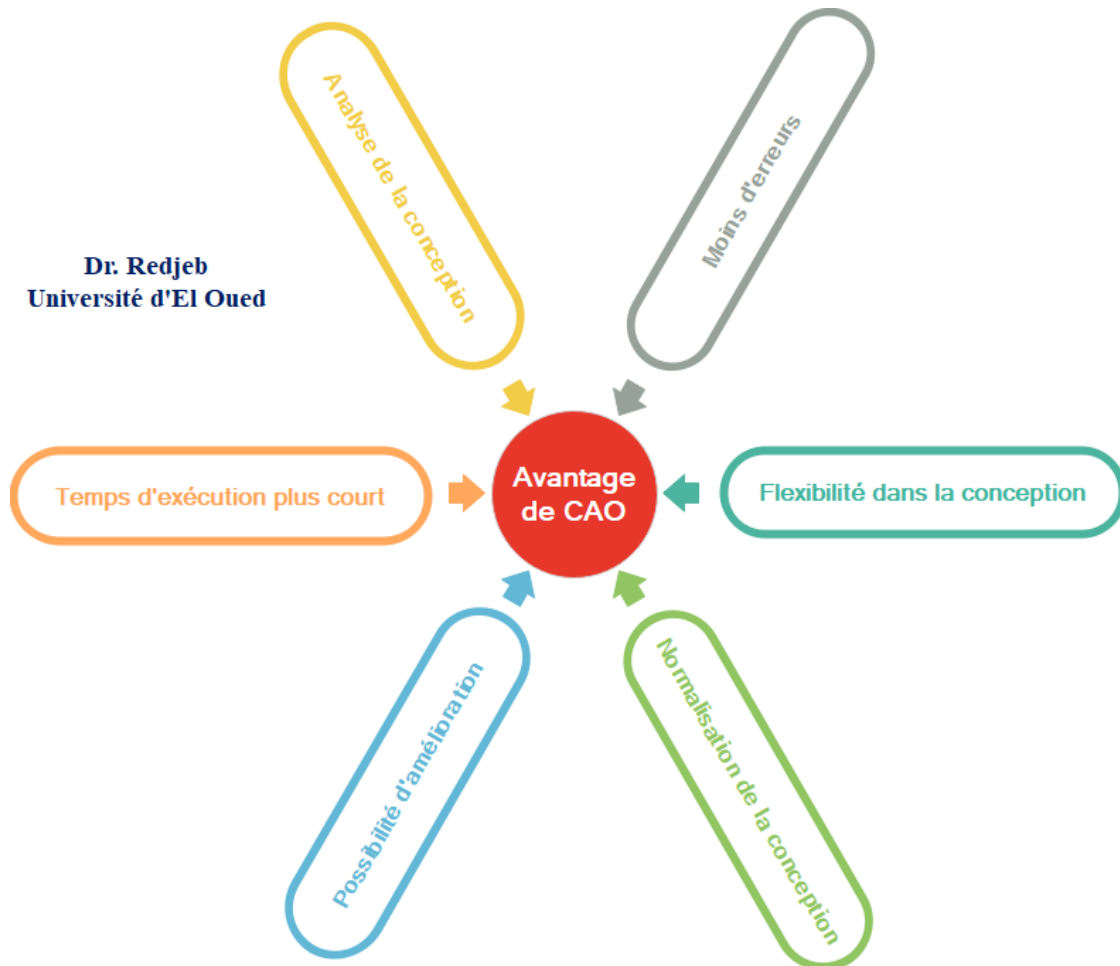 Analyse de la conception
Moins d'erreurs
Dr. Redjeb
Université d'El Oued
Temps d'exécution plus court
Avantage
de CAO
Flexibilité dans la conception
Possibilité d'amélioration
Normalisation de la conception